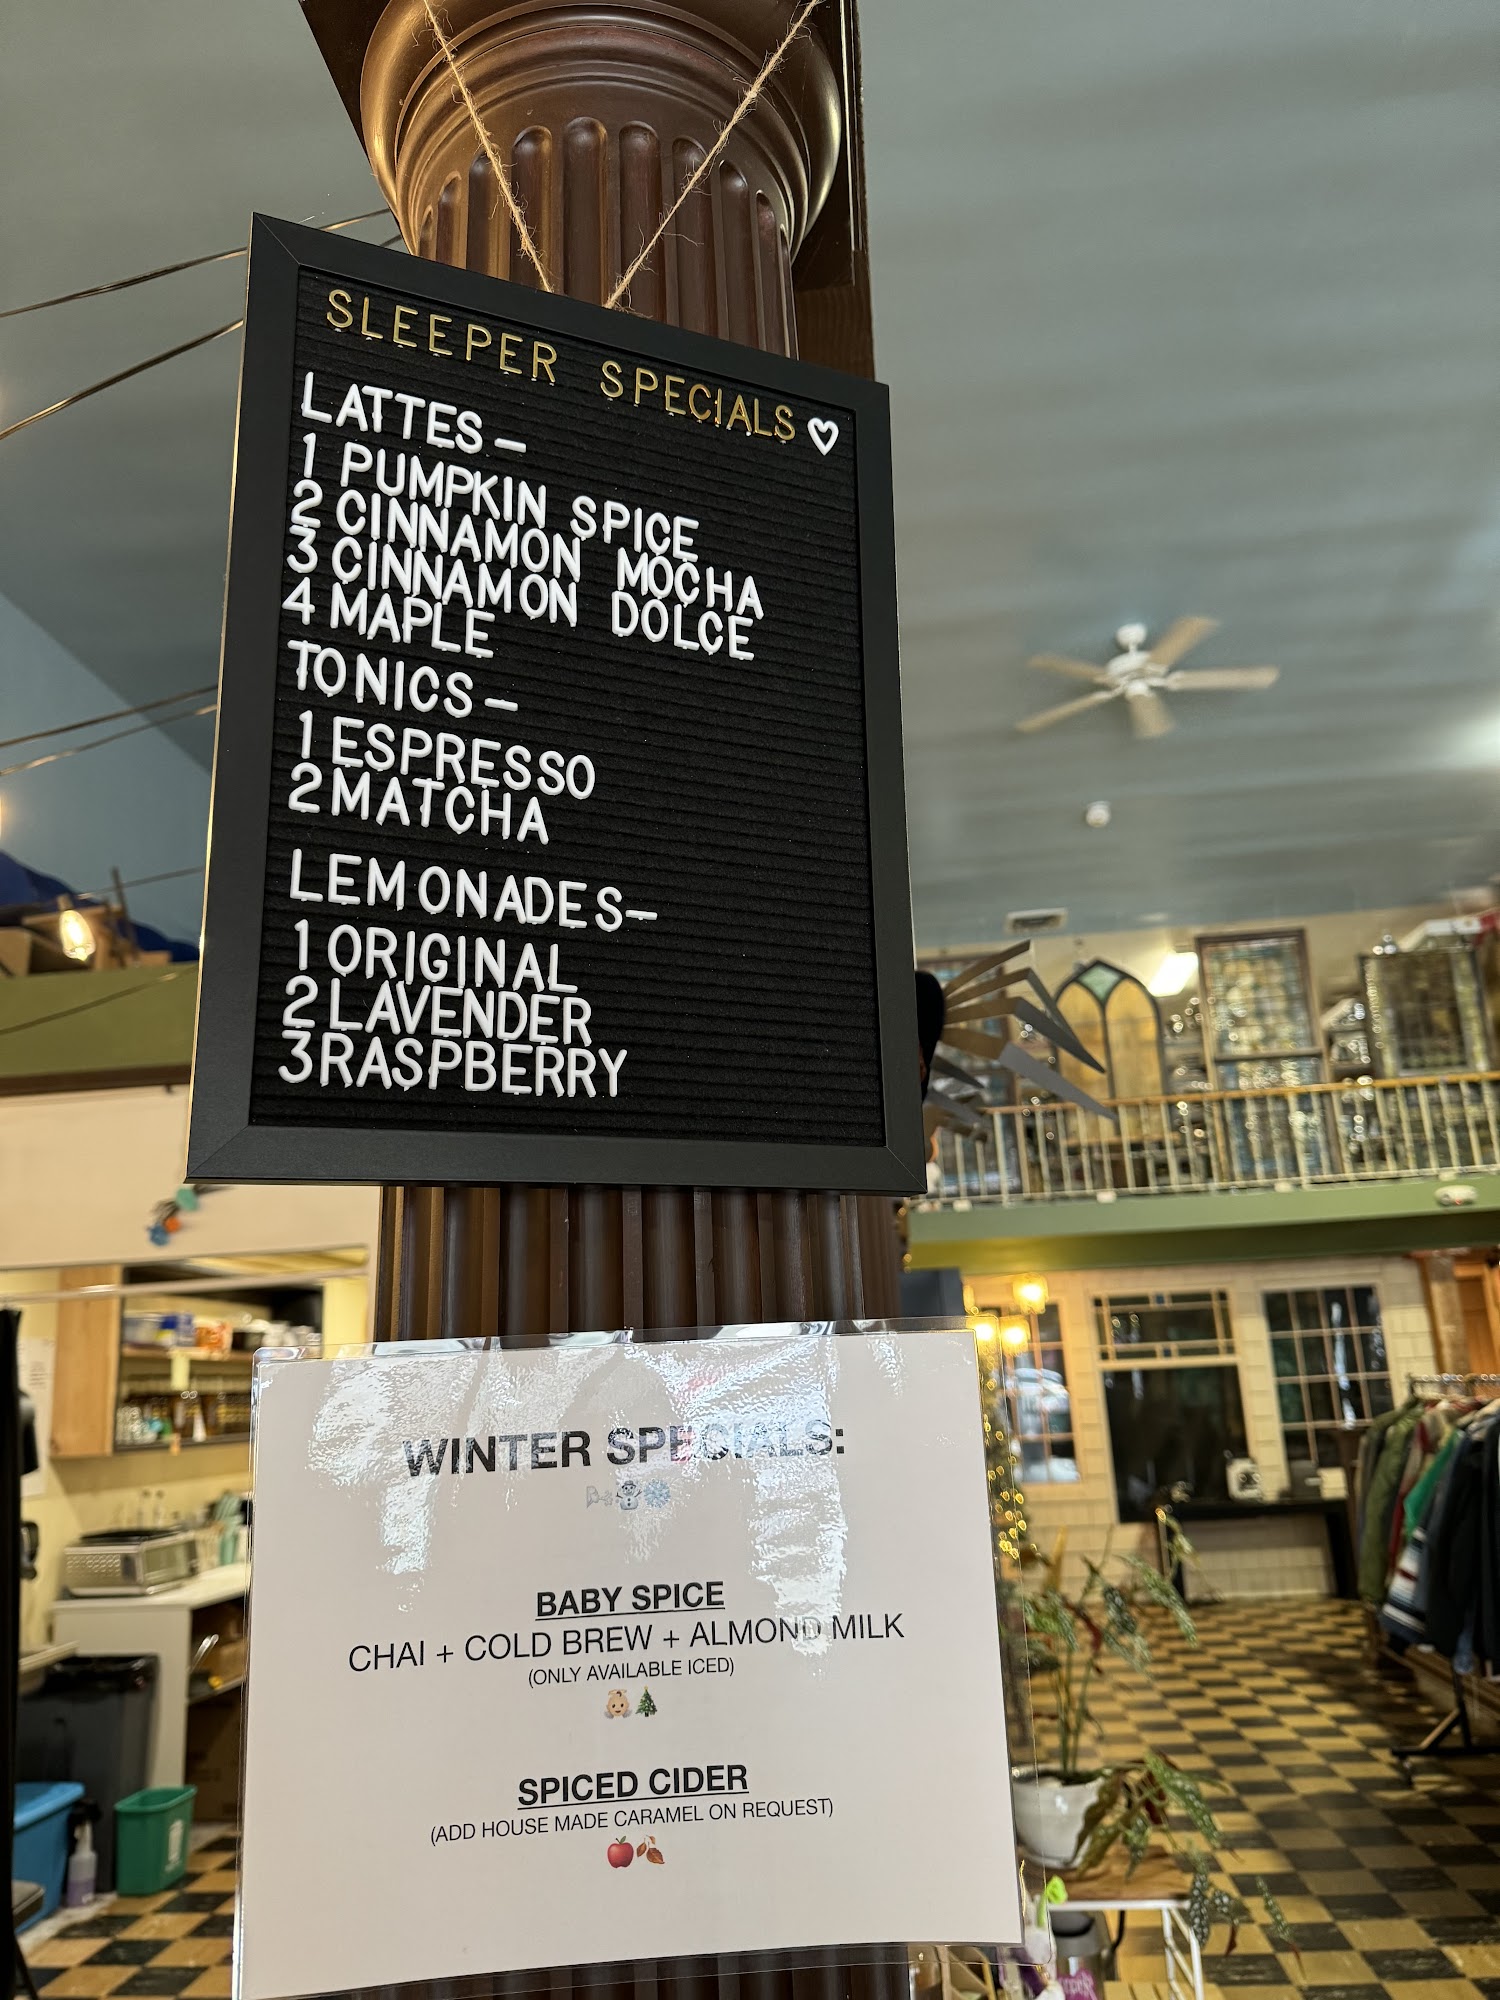 SLEEPER SPECIALS ♡
LATTES —
1 PUMPKIN SPICE
2 CINNAMON MOCHA
3 CINNAMON DOLCE
4 MAPLE
TONICS —
1 ESPRESSO
2 MATCHA
LEMONADES —
1 ORIGINAL
2 LAVENDER
3 RASPBERRY
WINTER SPECIALS:
🌬️☃️❄️
BABY SPICE
CHAI + COLD BREW + ALMOND MILK
(ONLY AVAILABLE ICED)
👼🏼🎄
SPICED CIDER
(ADD HOUSE MADE CARAMEL ON REQUEST)
🍎🍂